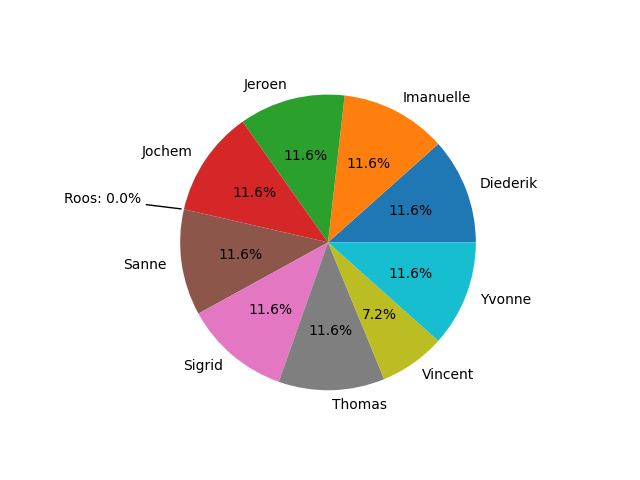 Jeroen
Imanuelle
11.6%
11.6%
Jochem
11.6%
Diederik
11.6%
Roos: 0.0%
Sanne
11.6%
11.6%
Yvonne
11.6%
7.2%
11.6%
Sigrid
Vincent
Thomas